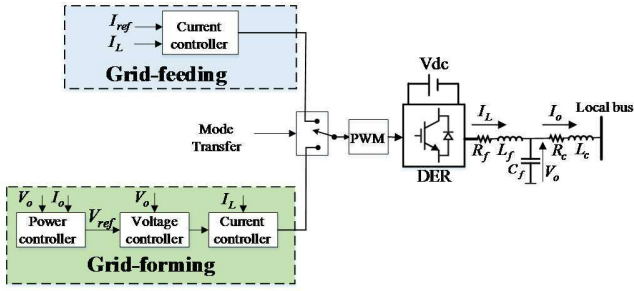 I_ref
I_L
Current
controller
Grid-feeding
Mode
Transfer
PWM
Vdc
DER
I_L
R_f L_f
C_f
V_o
I_o
R_c L_c
Local bus
V_o I_o
Power
controller
V_ref
V_o
Voltage
controller
I_L
Current
controller
Grid-forming